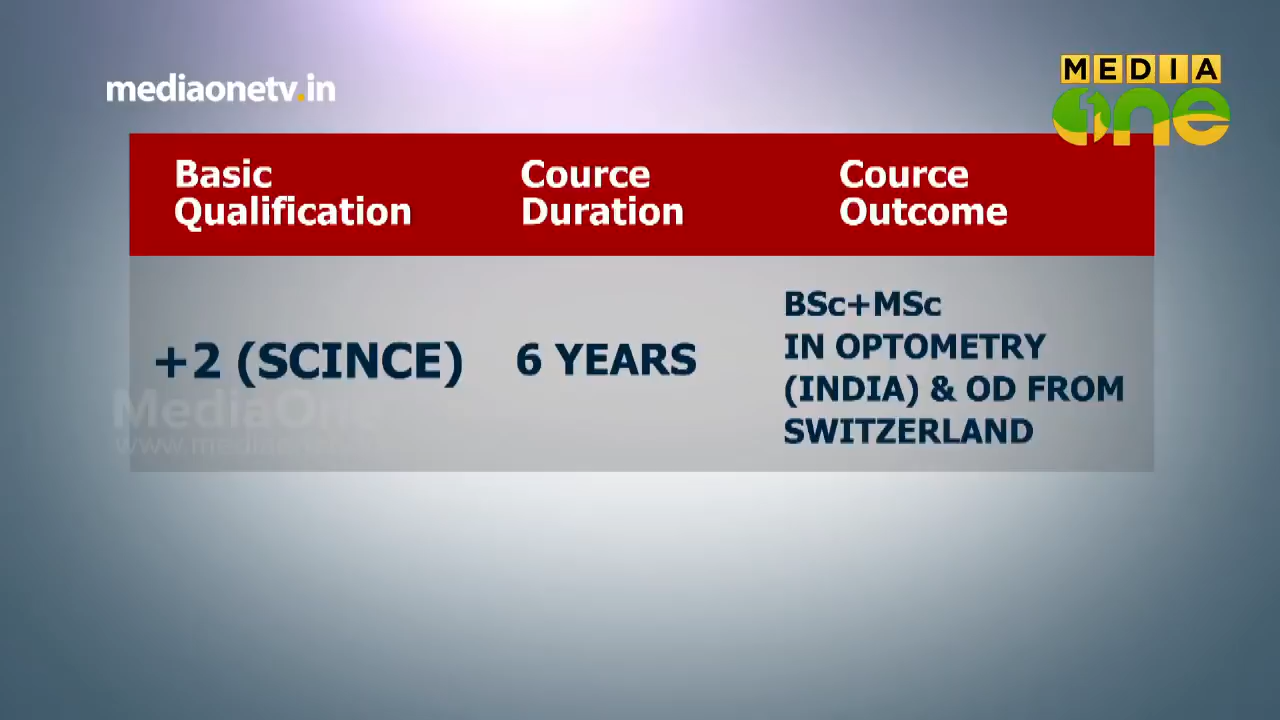 mediaonetv.in
MEDIA
one
Basic
Qualification
Cource
Duration
Cource
Outcome
+2 (SCINCE)
6 YEARS
BSc+MSc
IN OPTOMETRY
(INDIA) & OD FROM
SWITZERLAND
MediaOne